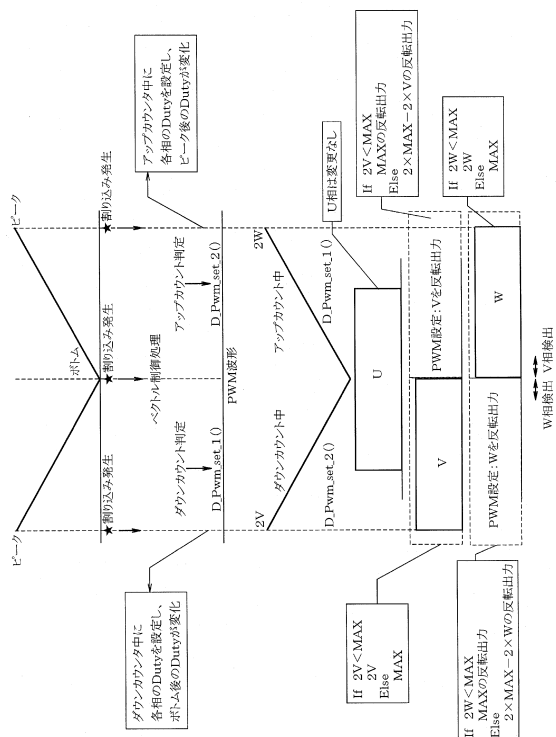 ピーク
ボトム
ピーク
★割り込み発生
★割り込み発生
★割り込み発生
ベクトル制御処理
ダウンカウント判定
アップカウント判定
D_Pwm_set_1()
D_Pwm_set_2()
PWM波形
ダウンカウンタ中に
各相のDutyを設定し、
ボトム後のDutyが変化
アップカウンタ中に
各相のDutyを設定し、
ピーク後のDutyが変化
2V
2W
ダウンカウント中
アップカウント中
D_Pwm_set_2()
D_Pwm_set_1()
U相は変更なし
U
V
PWM設定:Vを反転出力
PWM設定:Wを反転出力
W
If 2V<MAX
2V
Else
MAX
If 2V<MAX
MAXの反転出力
Else
2×MAX−2×Vの反転出力
If 2W<MAX
MAXの反転出力
Else
2×MAX−2×Wの反転出力
If 2W<MAX
2W
Else
MAX
W相検出 V相検出